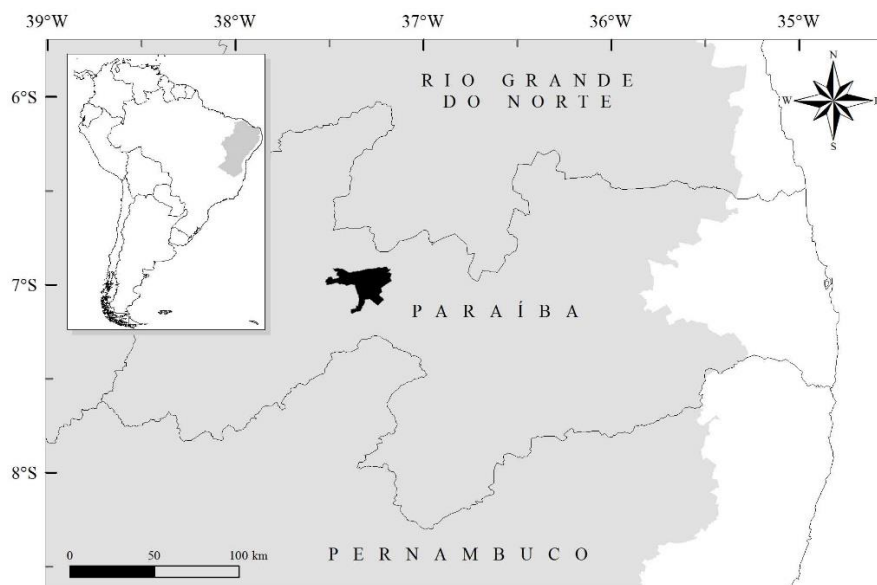 39°W 38°W 37°W 36°W 35°W
N
W E
S
6°S
RIO GRANDE
DO NORTE
7°S
PARAÍBA
8°S
0 50 100 km
PERNAMBUCO